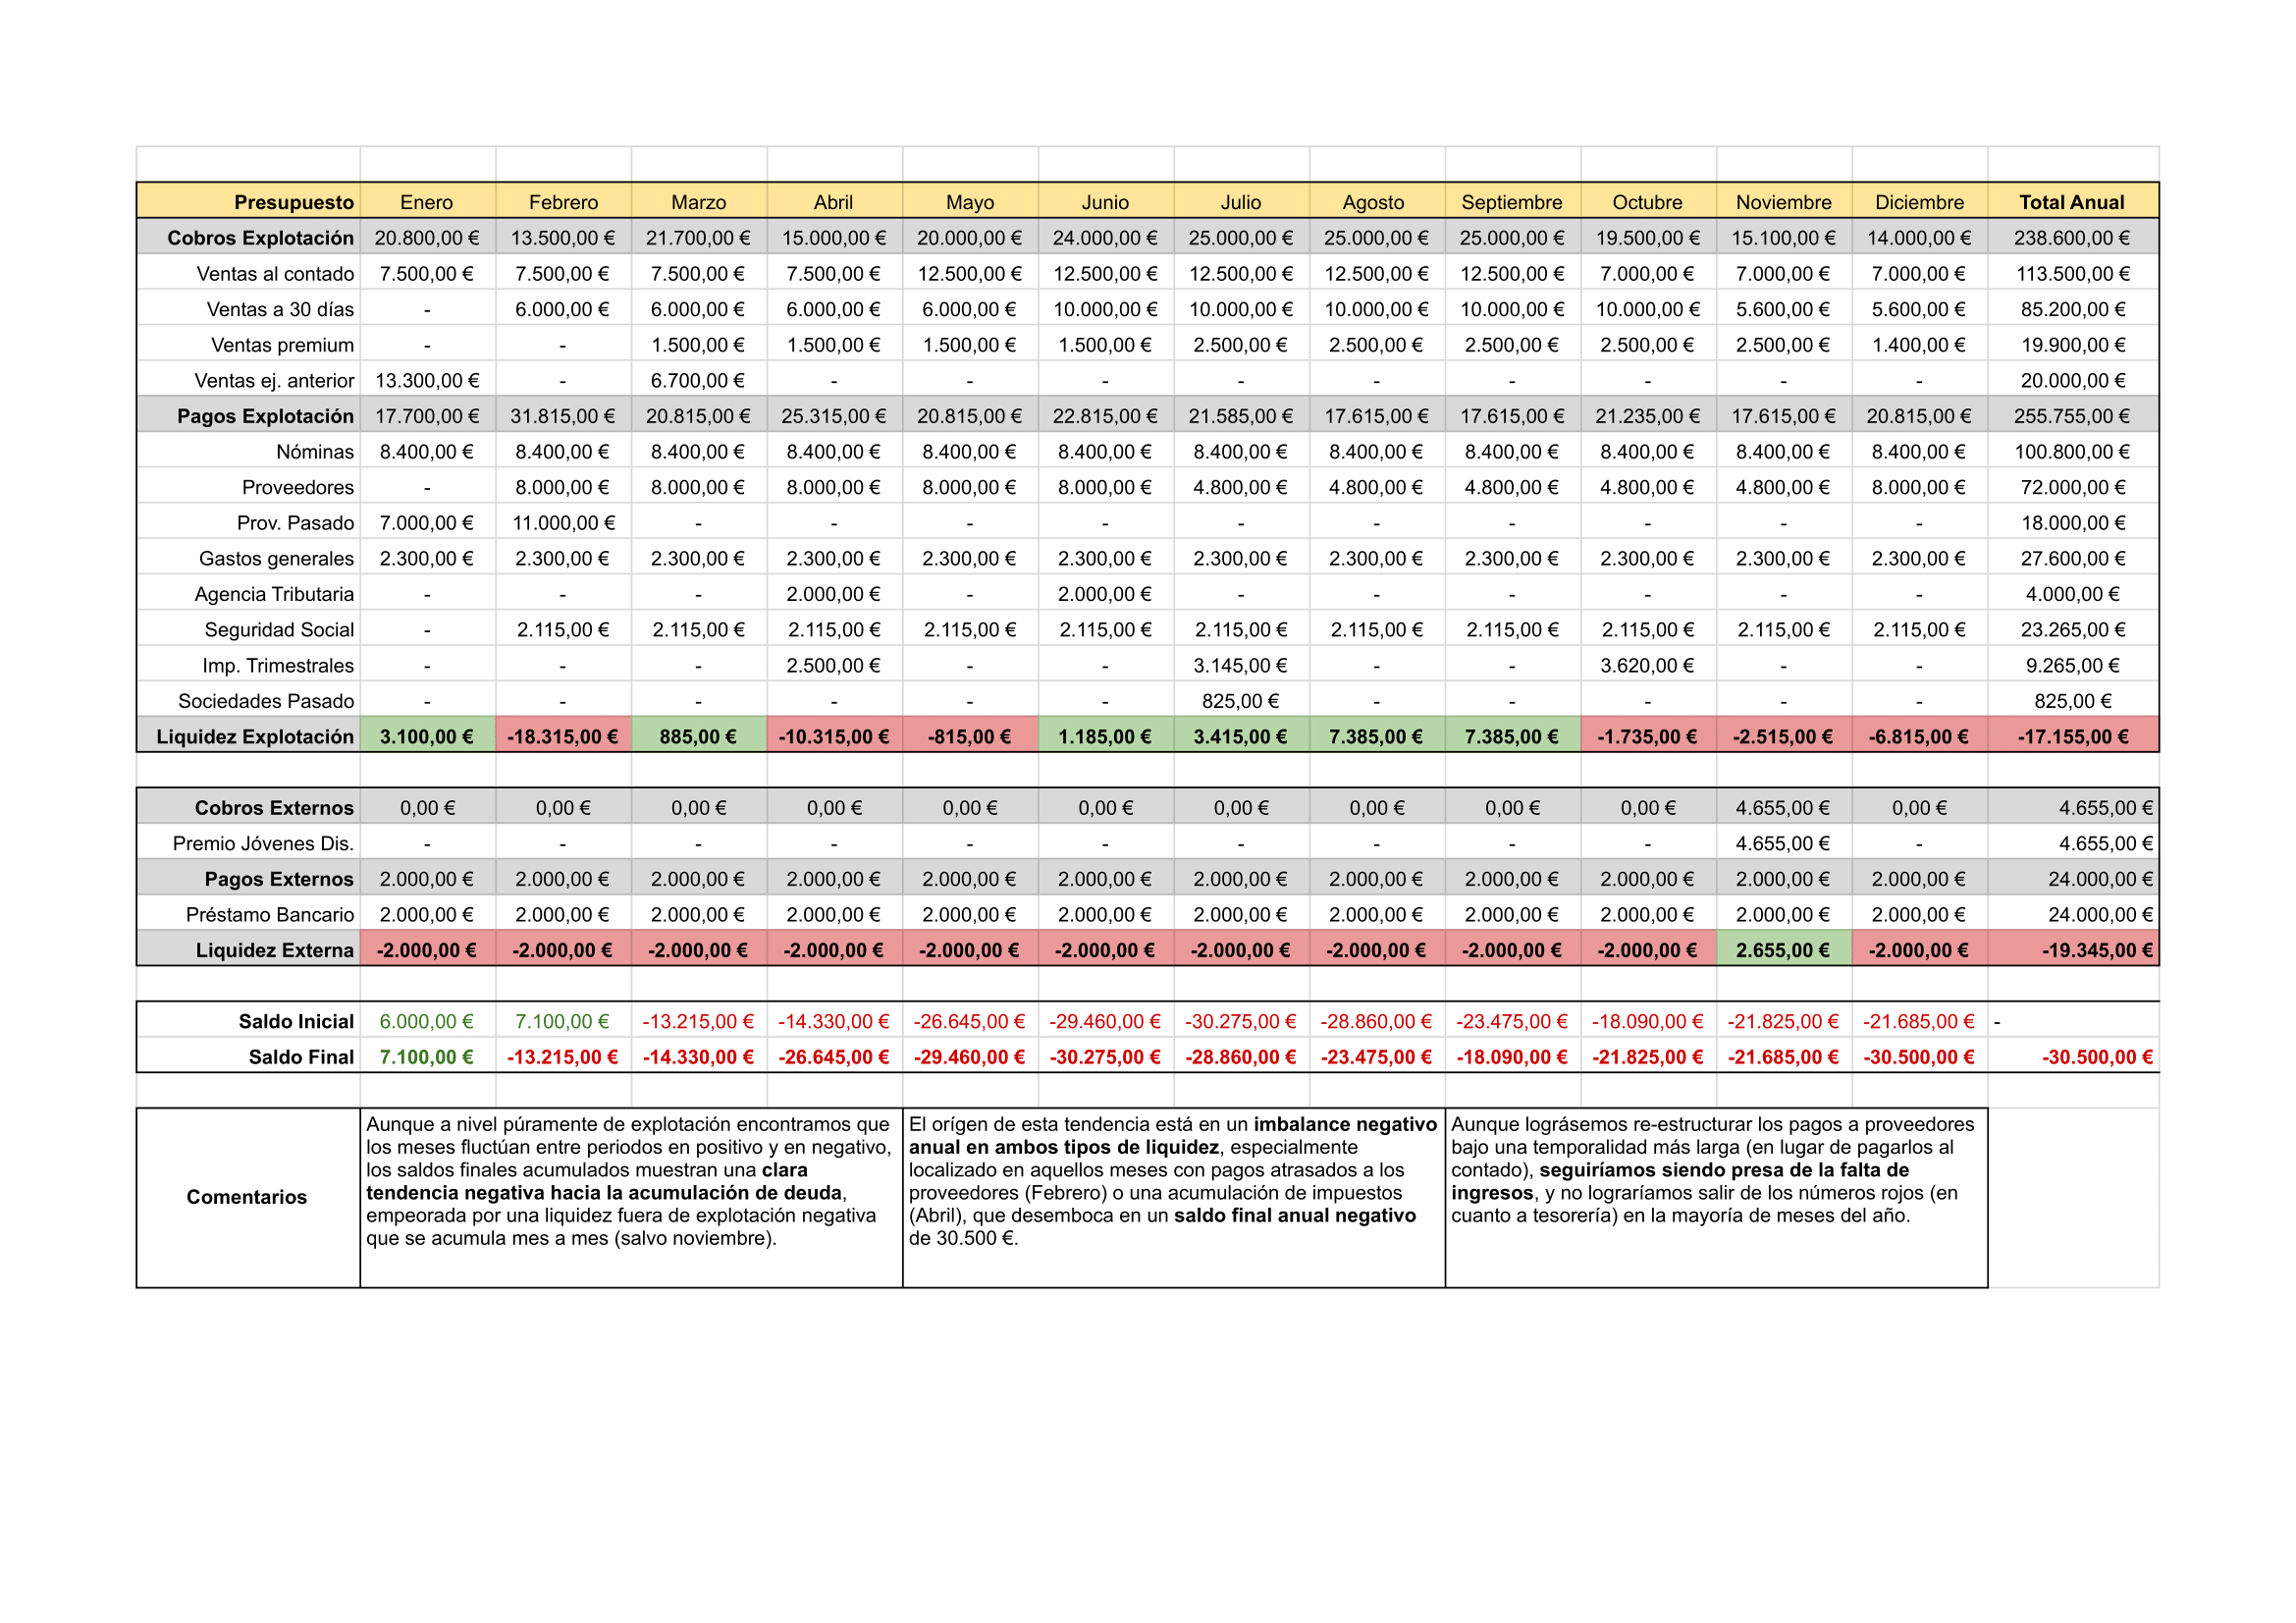 Presupuesto Enero Febrero Marzo Abril Mayo Junio Julio Agosto Septiembre Octubre Noviembre Diciembre Total Anual
Cobros Explotación 20.800,00 € 13.500,00 € 21.700,00 € 15.000,00 € 20.000,00 € 24.000,00 € 25.000,00 € 25.000,00 € 25.000,00 € 19.500,00 € 15.100,00 € 14.000,00 € 238.600,00 €
Ventas al contado 7.500,00 € 7.500,00 € 7.500,00 € 7.500,00 € 12.500,00 € 12.500,00 € 12.500,00 € 12.500,00 € 12.500,00 € 7.000,00 € 7.000,00 € 7.000,00 € 113.500,00 €
Ventas a 30 días - 6.000,00 € 6.000,00 € 6.000,00 € 6.000,00 € 10.000,00 € 10.000,00 € 10.000,00 € 10.000,00 € 10.000,00 € 5.600,00 € 5.600,00 € 85.200,00 €
Ventas premium - - 1.500,00 € 1.500,00 € 1.500,00 € 1.500,00 € 2.500,00 € 2.500,00 € 2.500,00 € 2.500,00 € 2.500,00 € 1.400,00 € 19.900,00 €
Ventas ej. anterior 13.300,00 € - 6.700,00 € - - - - - - - - - 20.000,00 €
Pagos Explotación 17.700,00 € 31.815,00 € 20.815,00 € 25.315,00 € 20.815,00 € 22.815,00 € 21.585,00 € 17.615,00 € 17.615,00 € 21.235,00 € 17.615,00 € 20.815,00 € 255.755,00 €
Nóminas 8.400,00 € 8.400,00 € 8.400,00 € 8.400,00 € 8.400,00 € 8.400,00 € 8.400,00 € 8.400,00 € 8.400,00 € 8.400,00 € 8.400,00 € 8.400,00 € 100.800,00 €
Proveedores - 8.000,00 € 8.000,00 € 8.000,00 € 8.000,00 € 8.000,00 € 4.800,00 € 4.800,00 € 4.800,00 € 4.800,00 € 4.800,00 € 8.000,00 € 72.000,00 €
Prov. Pasado 7.000,00 € 11.000,00 € - - - - - - - - - - 18.000,00 €
Gastos generales 2.300,00 € 2.300,00 € 2.300,00 € 2.300,00 € 2.300,00 € 2.300,00 € 2.300,00 € 2.300,00 € 2.300,00 € 2.300,00 € 2.300,00 € 2.300,00 € 27.600,00 €
Agencia Tributaria - - - 2.000,00 € - 2.000,00 € - - - - - - 4.000,00 €
Seguridad Social - 2.115,00 € 2.115,00 € 2.115,00 € 2.115,00 € 2.115,00 € 2.115,00 € 2.115,00 € 2.115,00 € 2.115,00 € 2.115,00 € 2.115,00 € 23.265,00 €
Imp. Trimestrales - - - 2.500,00 € - - 3.145,00 € - - 3.620,00 € - - 9.265,00 €
Sociedades Pasado - - - - - - 825,00 € - - - - - 825,00 €
Liquidez Explotación 3.100,00 € -18.315,00 € 885,00 € -10.315,00 € -815,00 € 1.185,00 € 3.415,00 € 7.385,00 € 7.385,00 € -1.735,00 € -2.515,00 € -6.815,00 € -17.155,00 €
Cobros Externos 0,00 € 0,00 € 0,00 € 0,00 € 0,00 € 0,00 € 0,00 € 0,00 € 0,00 € 0,00 € 4.655,00 € 0,00 € 4.655,00 €
Premio Jóvenes Dis. - - - - - - - - - - 4.655,00 € - 4.655,00 €
Pagos Externos 2.000,00 € 2.000,00 € 2.000,00 € 2.000,00 € 2.000,00 € 2.000,00 € 2.000,00 € 2.000,00 € 2.000,00 € 2.000,00 € 2.000,00 € 2.000,00 € 24.000,00 €
Préstamo Bancario 2.000,00 € 2.000,00 € 2.000,00 € 2.000,00 € 2.000,00 € 2.000,00 € 2.000,00 € 2.000,00 € 2.000,00 € 2.000,00 € 2.000,00 € 2.000,00 € 24.000,00 €
Liquidez Externa -2.000,00 € -2.000,00 € -2.000,00 € -2.000,00 € -2.000,00 € -2.000,00 € -2.000,00 € -2.000,00 € -2.000,00 € -2.000,00 € 2.655,00 € -2.000,00 € -19.345,00 €
Saldo Inicial 6.000,00 € 7.100,00 € -13.215,00 € -14.330,00 € -26.645,00 € -29.460,00 € -30.275,00 € -28.860,00 € -23.475,00 € -18.090,00 € -21.825,00 € -21.685,00 € -
Saldo Final 7.100,00 € -13.215,00 € -14.330,00 € -26.645,00 € -29.460,00 € -30.275,00 € -28.860,00 € -23.475,00 € -18.090,00 € -21.825,00 € -21.685,00 € -30.500,00 € -30.500,00 €
Comentarios
Aunque a nivel púramente de explotación encontramos que
los meses fluctúan entre periodos en positivo y en negativo,
los saldos finales acumulados muestran una clara
tendencia negativa hacia la acumulación de deuda,
empeorada por una liquidez fuera de explotación negativa
que se acumula mes a mes (salvo noviembre).
El orígen de esta tendencia está en un imbalance negativo
anual en ambos tipos de liquidez, especialmente
localizado en aquellos meses con pagos atrasados a los
proveedores (Febrero) o una acumulación de impuestos
(Abril), que desemboca en un saldo final anual negativo
de 30.500 €.
Aunque lográsemos re-estructurar los pagos a proveedores
bajo una temporalidad más larga (en lugar de pagarlos al
contado), seguiríamos siendo presa de la falta de
ingresos, y no lograríamos salir de los números rojos (en
cuanto a tesorería) en la mayoría de meses del año.